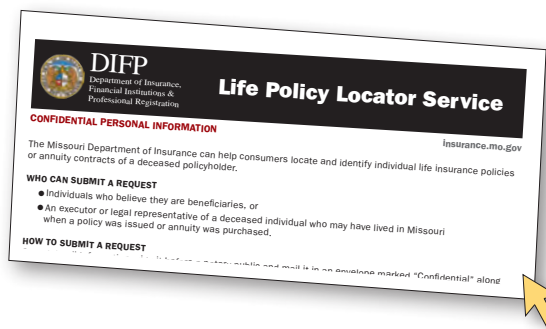 DIFP
Department of Insurance,
Financial Institutions &
Professional Registration
Life Policy Locator Service
CONFIDENTIAL PERSONAL INFORMATION
insurance.mo.gov
The Missouri Department of Insurance can help consumers locate and identify individual life insurance policies
or annuity contracts of a deceased policyholder.
WHO CAN SUBMIT A REQUEST
● Individuals who believe they are beneficiaries, or
● An executor or legal representative of a deceased individual who may have lived in Missouri
when a policy was issued or annuity was purchased.
HOW TO SUBMIT A REQUEST
notary public and mail it in an envelope marked "Confidential" along